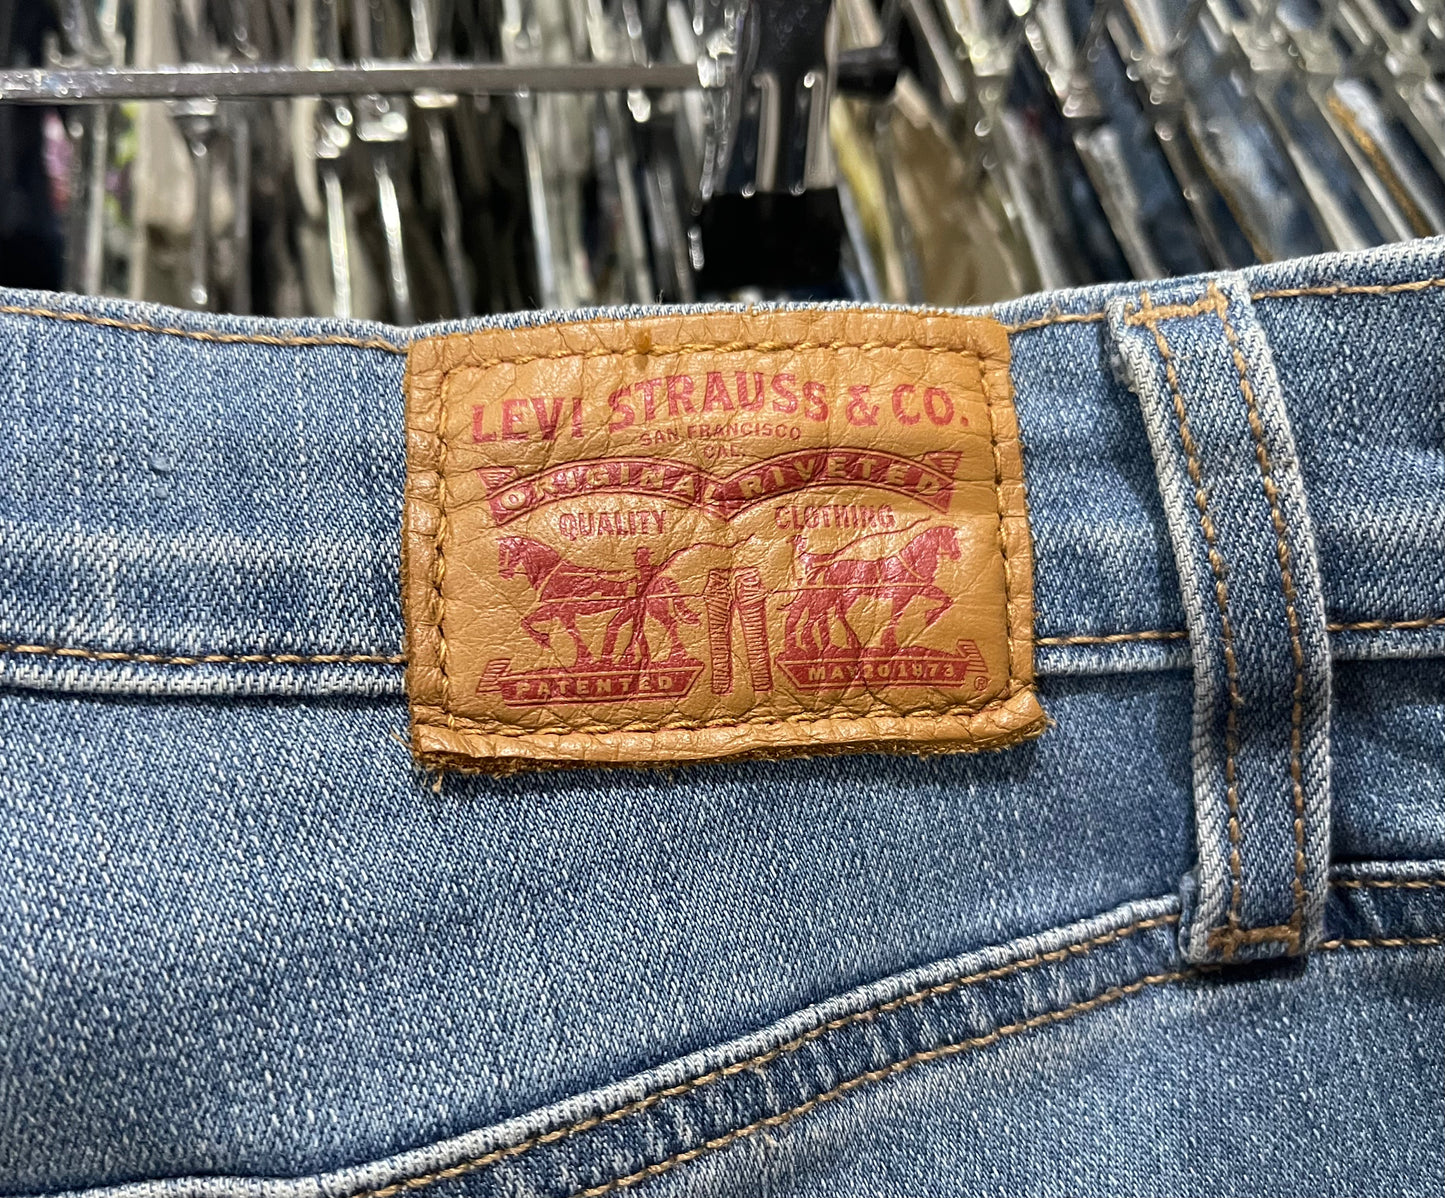 LEVI STRAUSS & CO.
SAN FRANCISCO
CAL.
ORIGINAL RIVETED
QUALITY CLOTHING
PATENTED MAY 20 1873 ®